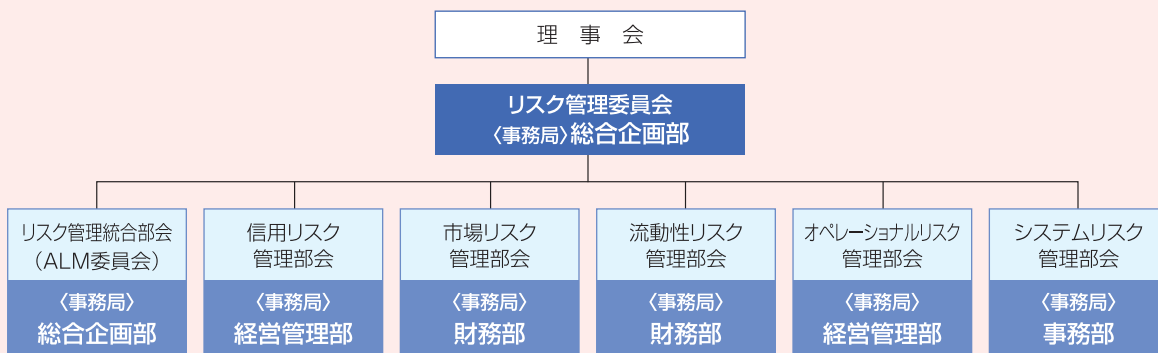 理事会
リスク管理委員会
〈事務局〉総合企画部
リスク管理統合部会
（ALM委員会）
〈事務局〉
総合企画部
信用リスク
管理部会
〈事務局〉
経営管理部
市場リスク
管理部会
〈事務局〉
財務部
流動性リスク
管理部会
〈事務局〉
財務部
オペレーショナルリスク
管理部会
〈事務局〉
経営管理部
システムリスク
管理部会
〈事務局〉
事務部